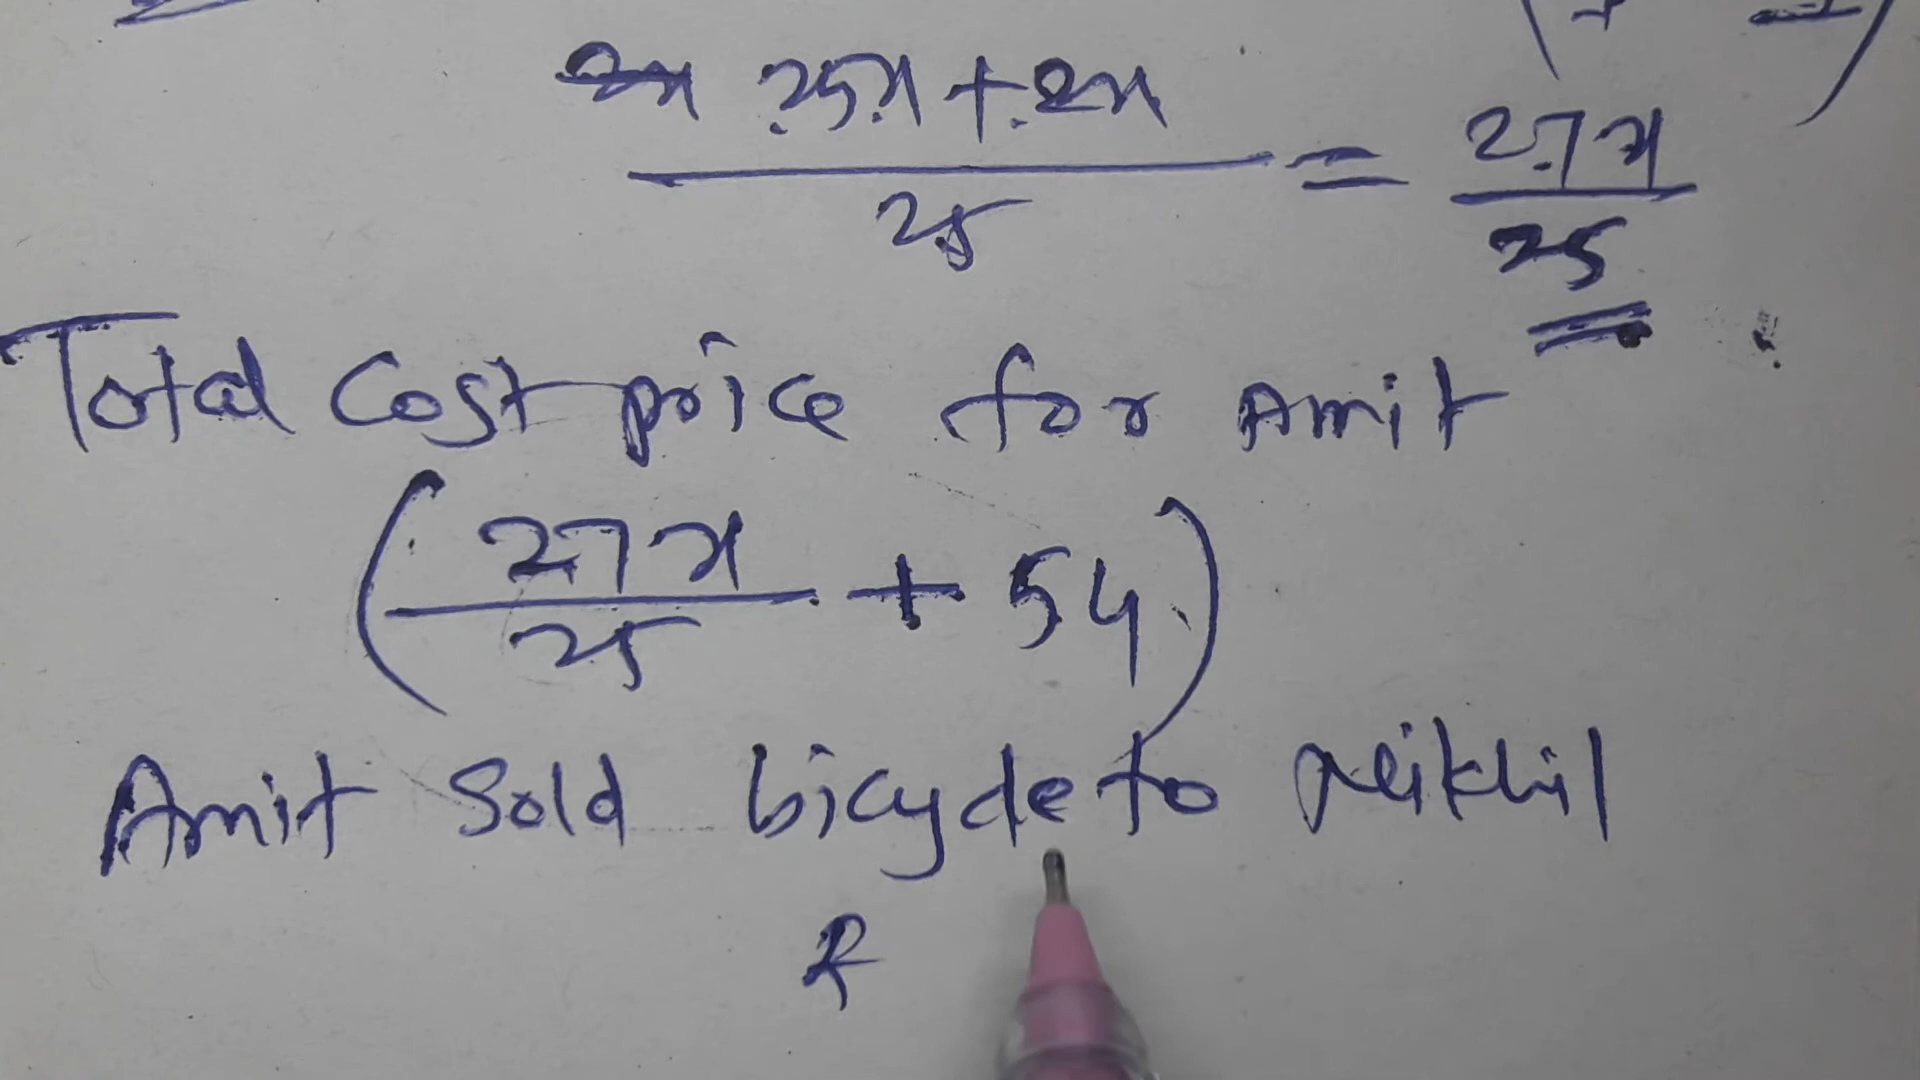 25x + 2x
25
= 27x
25
Total Cost price for Amit
(27x
25
+ 54)
Amit Sold bicycle to Nikhil
₹